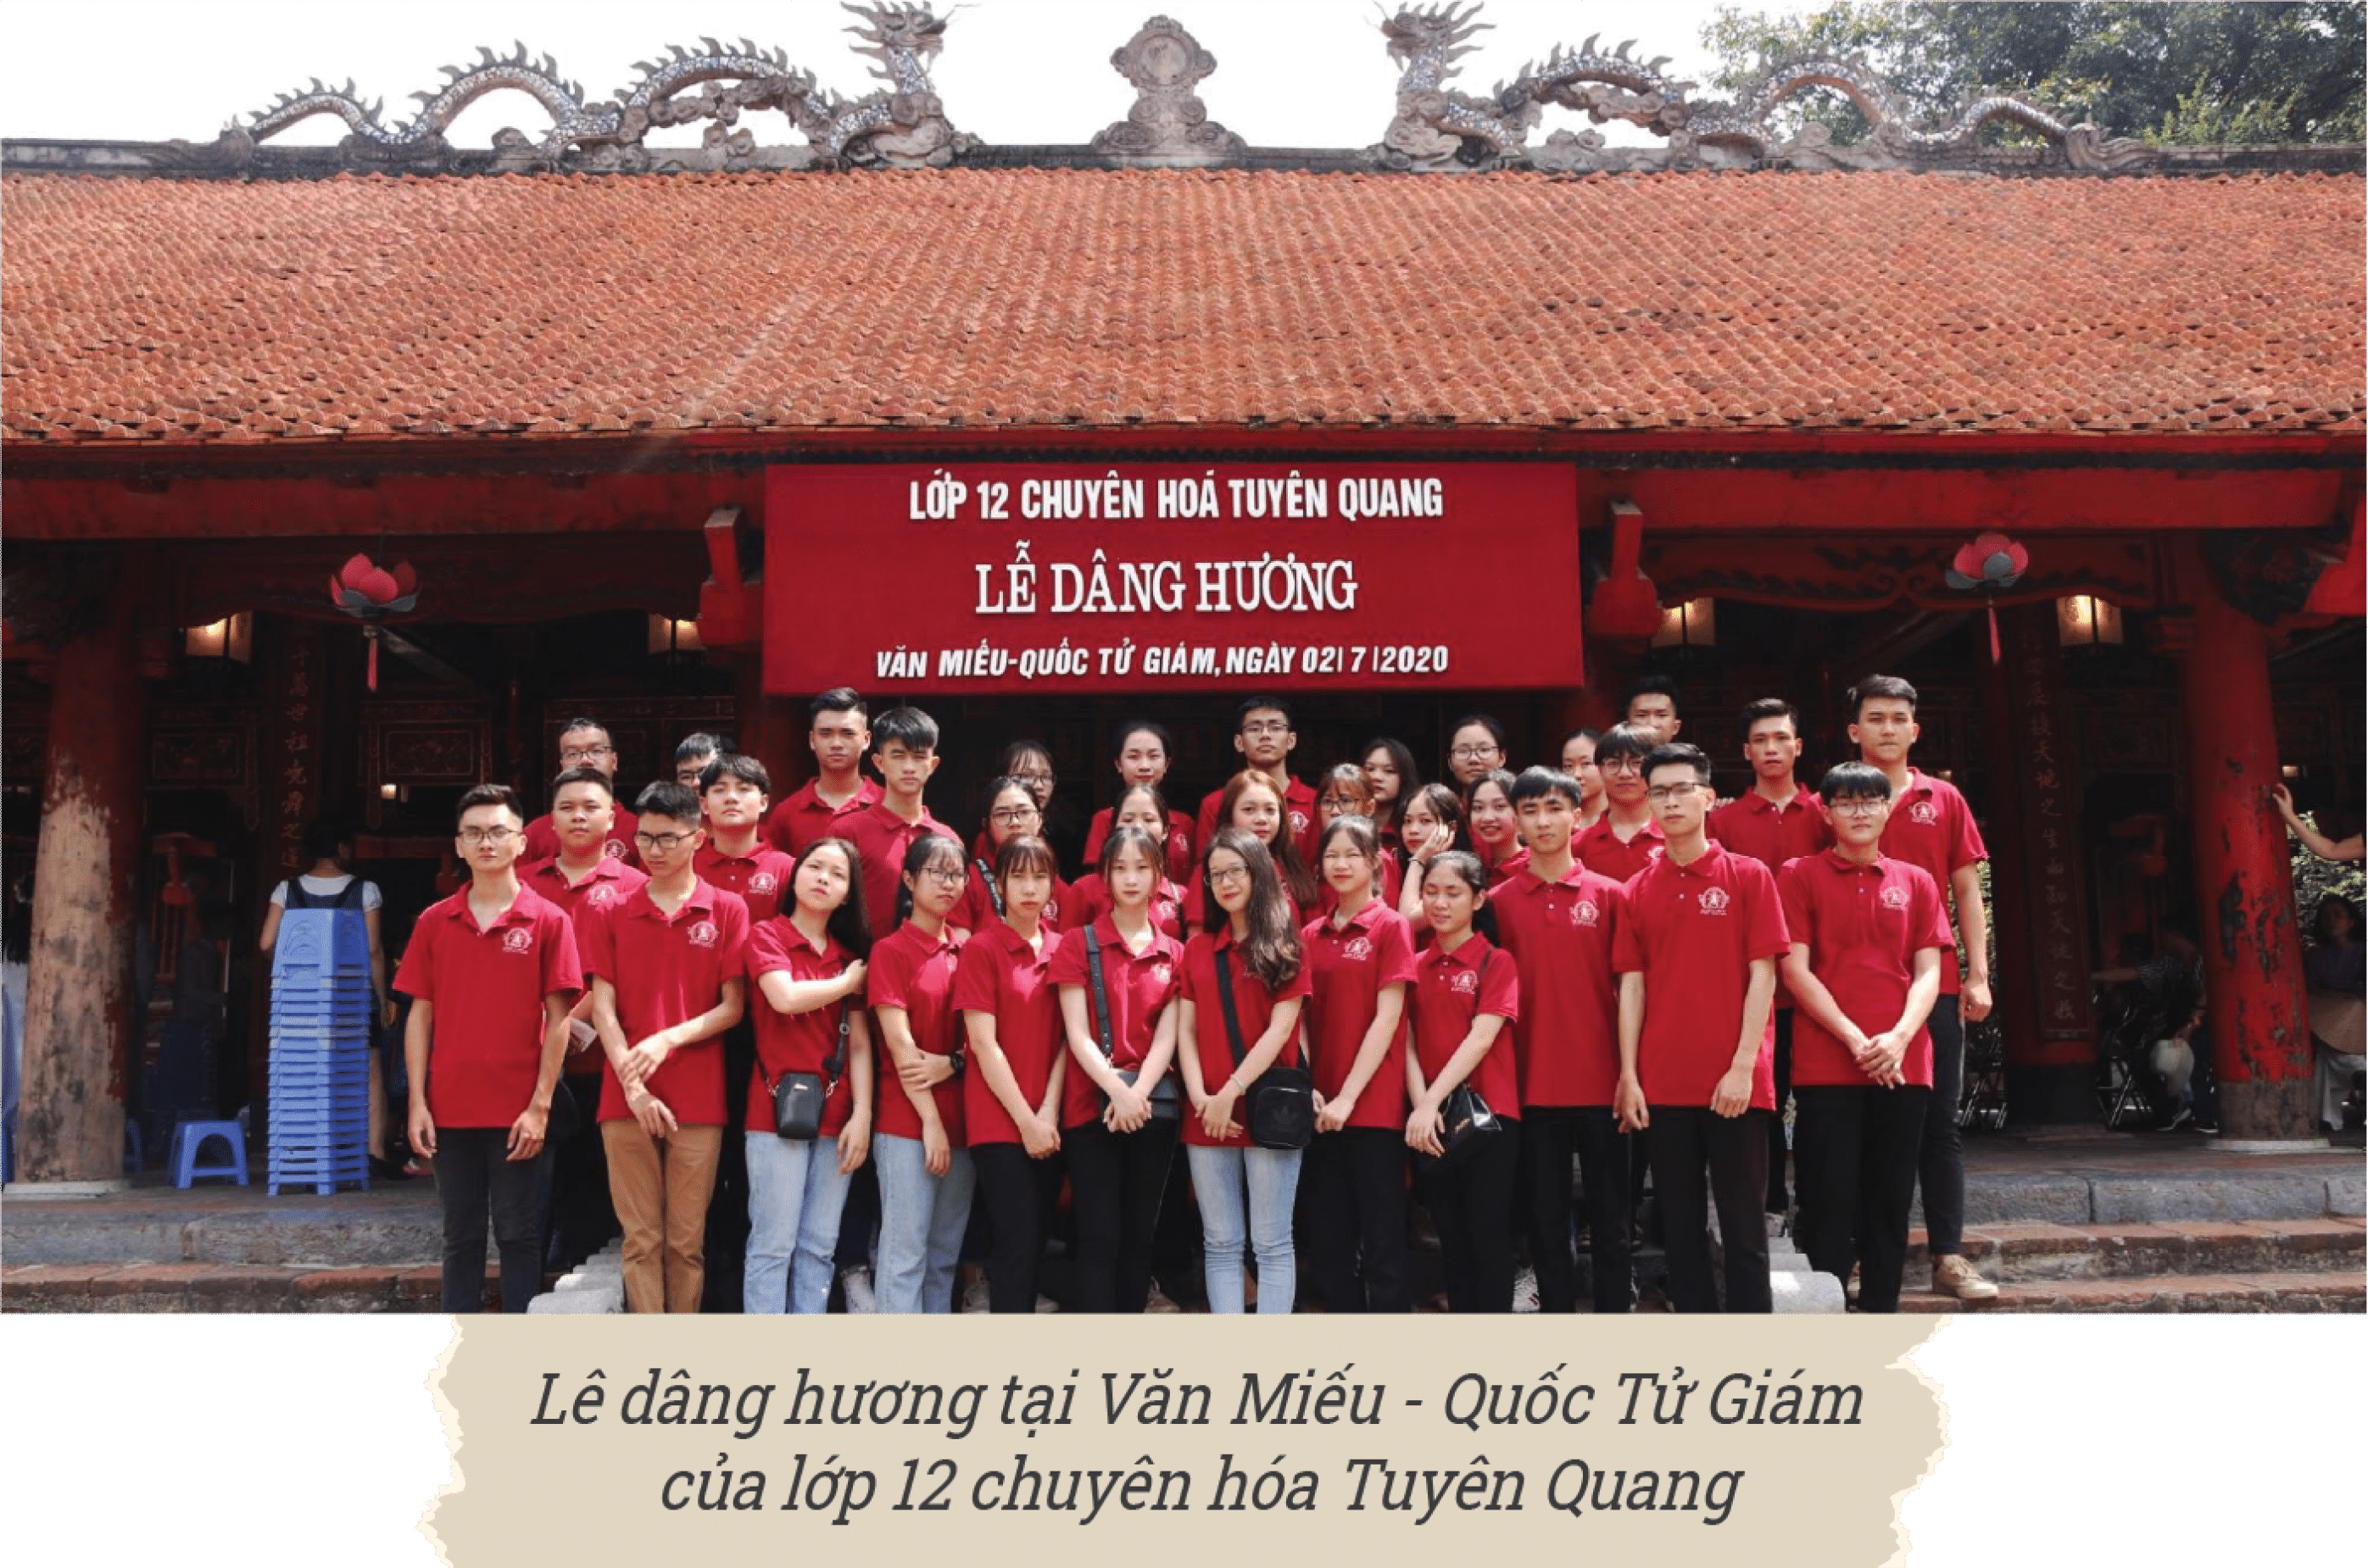 LỚP 12 CHUYÊN HOÁ TUYÊN QUANG
LỄ DÂNG HƯƠNG
VĂN MIẾU-QUỐC TỬ GIÁM, NGÀY 02|7|2020
Lê dâng hương tại Văn Miếu - Quốc Tử Giám
của lớp 12 chuyên hóa Tuyên Quang